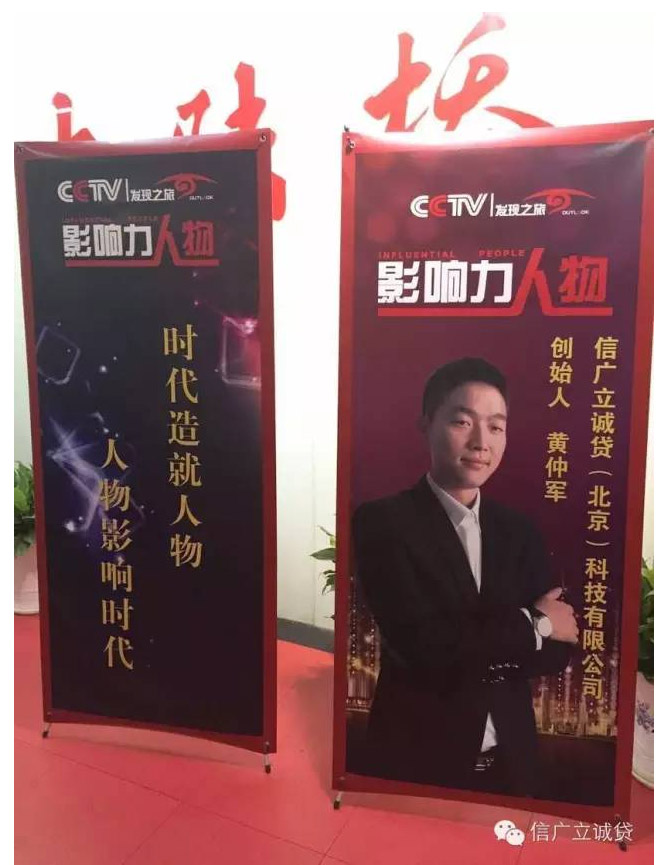 CCTV 发现之旅 OUTLOOK
INFLUENTIAL PEOPLE
影响力人物
时代造就人物
人物影响时代
CCTV 发现之旅 OUTLOOK
INFLUENTIAL PEOPLE
影响力人物
信广立诚贷（北京）科技有限公司
创始人 黄仲军
信广立诚贷